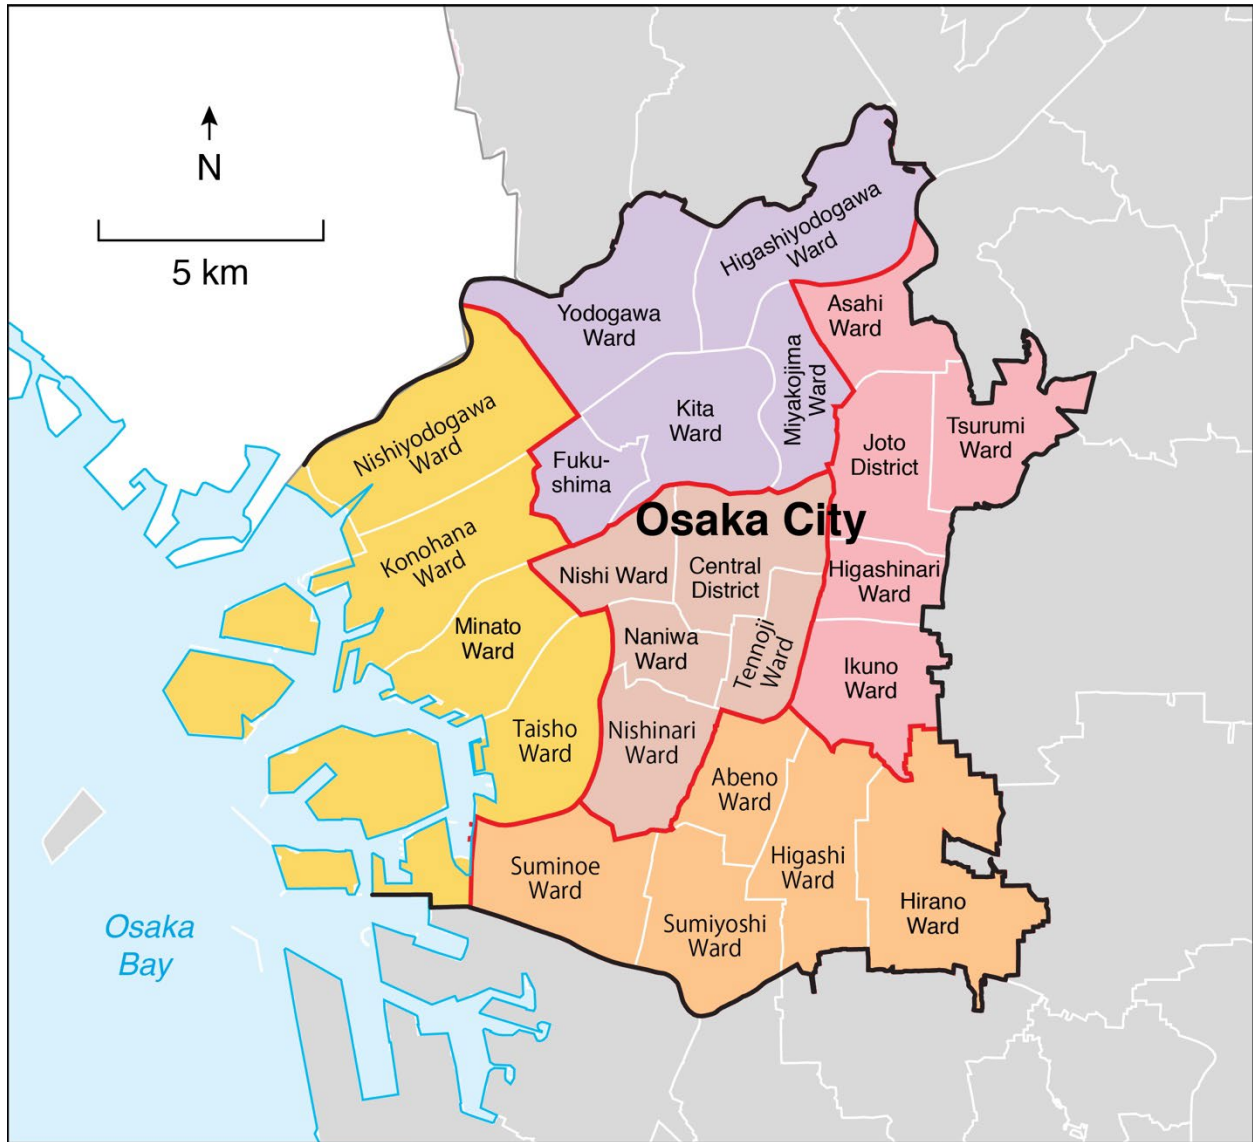 N
5 km
Higashiyodogawa
Ward
Yodogawa
Ward
Asahi
Ward
Miyakojima
Ward
Kita
Ward
Nishiyodogawa
Ward
Fuku-
shima
Joto
District
Tsurumi
Ward
Osaka City
Konohana
Ward
Nishi Ward
Central
District
Higashinari
Ward
Minato
Ward
Naniwa
Ward
Tennoji
Ward
Ikuno
Ward
Taisho
Ward
Nishinari
Ward
Abeno
Ward
Suminoe
Ward
Higashi
Ward
Hirano
Ward
Sumiyoshi
Ward
Osaka
Bay